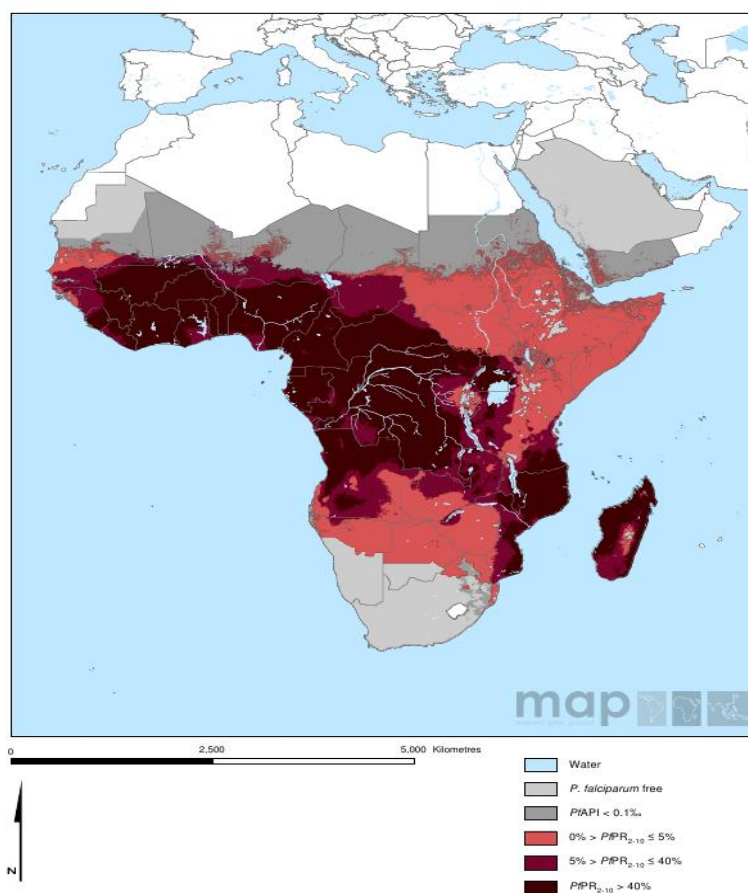 map
0 2,500 5,000 Kilometres
N
Water
P. falciparum free
PfAPI < 0.1‰
0% > PfPR2-10 ≤ 5%
5% > PfPR2-10 ≤ 40%
PfPR2-10 > 40%